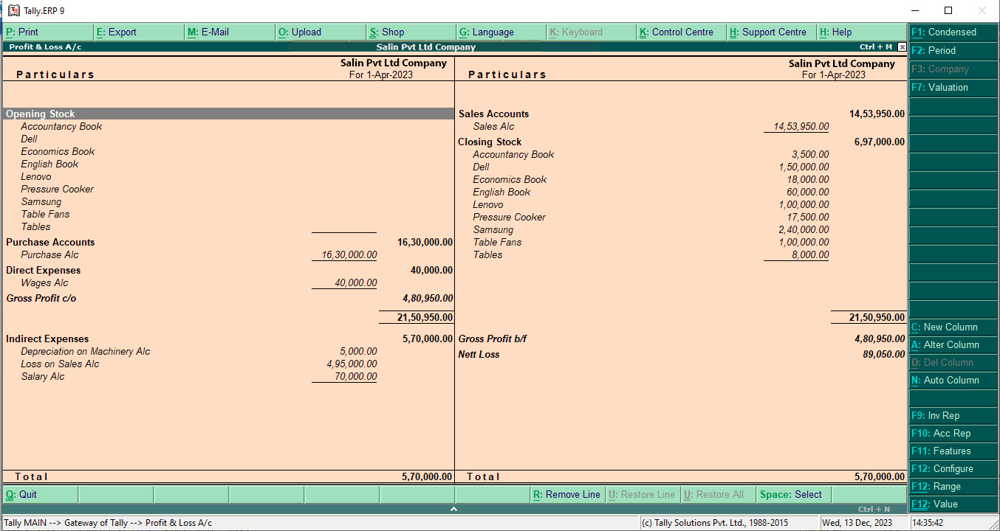 Tally.ERP 9
P: Print E: Export M: E-Mail O: Upload S: Shop G: Language K: Keyboard K: Control Centre H: Support Centre H: Help
Profit & Loss A/c Salin Pvt Ltd Company Ctrl + M
Particulars Salin Pvt Ltd Company Particulars Salin Pvt Ltd Company
For 1-Apr-2023 For 1-Apr-2023
Opening Stock
Accountancy Book
Dell
Economics Book
English Book
Lenovo
Pressure Cooker
Samsung
Table Fans
Tables
Purchase Accounts 16,30,000.00
Purchase Alc 16,30,000.00
Direct Expenses 40,000.00
Wages Alc 40,000.00
Gross Profit c/o 4,80,950.00
21,50,950.00
Indirect Expenses 5,70,000.00
Depreciation on Machinery Alc 5,000.00
Loss on Sales Alc 4,95,000.00
Salary Alc 70,000.00
Total 5,70,000.00
Sales Accounts 14,53,950.00
Sales Alc 14,53,950.00
Closing Stock 6,97,000.00
Accountancy Book 3,500.00
Dell 1,50,000.00
Economics Book 18,000.00
English Book 60,000.00
Lenovo 1,00,000.00
Pressure Cooker 17,500.00
Samsung 2,40,000.00
Table Fans 1,00,000.00
Tables 8,000.00
21,50,950.00
Gross Profit b/f 4,80,950.00
Nett Loss 89,050.00
Total 5,70,000.00
F1: Condensed
F2: Period
F3: Company
F7: Valuation
C: New Column
A: Alter Column
D: Del Column
N: Auto Column
F9: Inv Rep
F10: Acc Rep
F11: Features
F12: Configure
F12: Range
F12: Value
Q: Quit R: Remove Line U: Restore Line U: Restore All Space: Select
Ctrl + N
Tally MAIN --> Gateway of Tally --> Profit & Loss A/c (c) Tally Solutions Pvt. Ltd., 1988-2015 Wed, 13 Dec, 2023 14:35:42